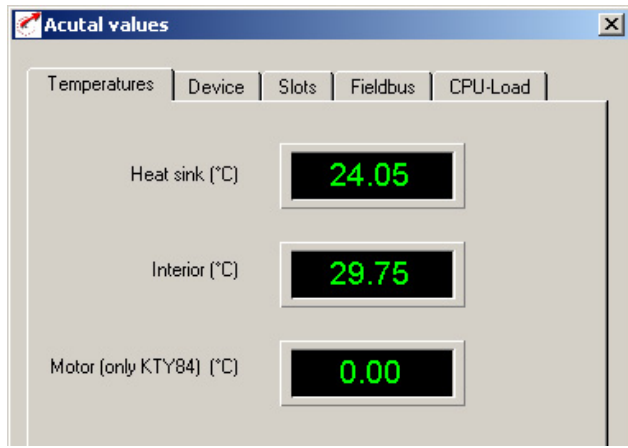 Acutal values
Temperatures Device Slots Fieldbus CPU-Load
Heat sink (°C) 24.05
Interior (°C) 29.75
Motor (only KTY84) (°C) 0.00